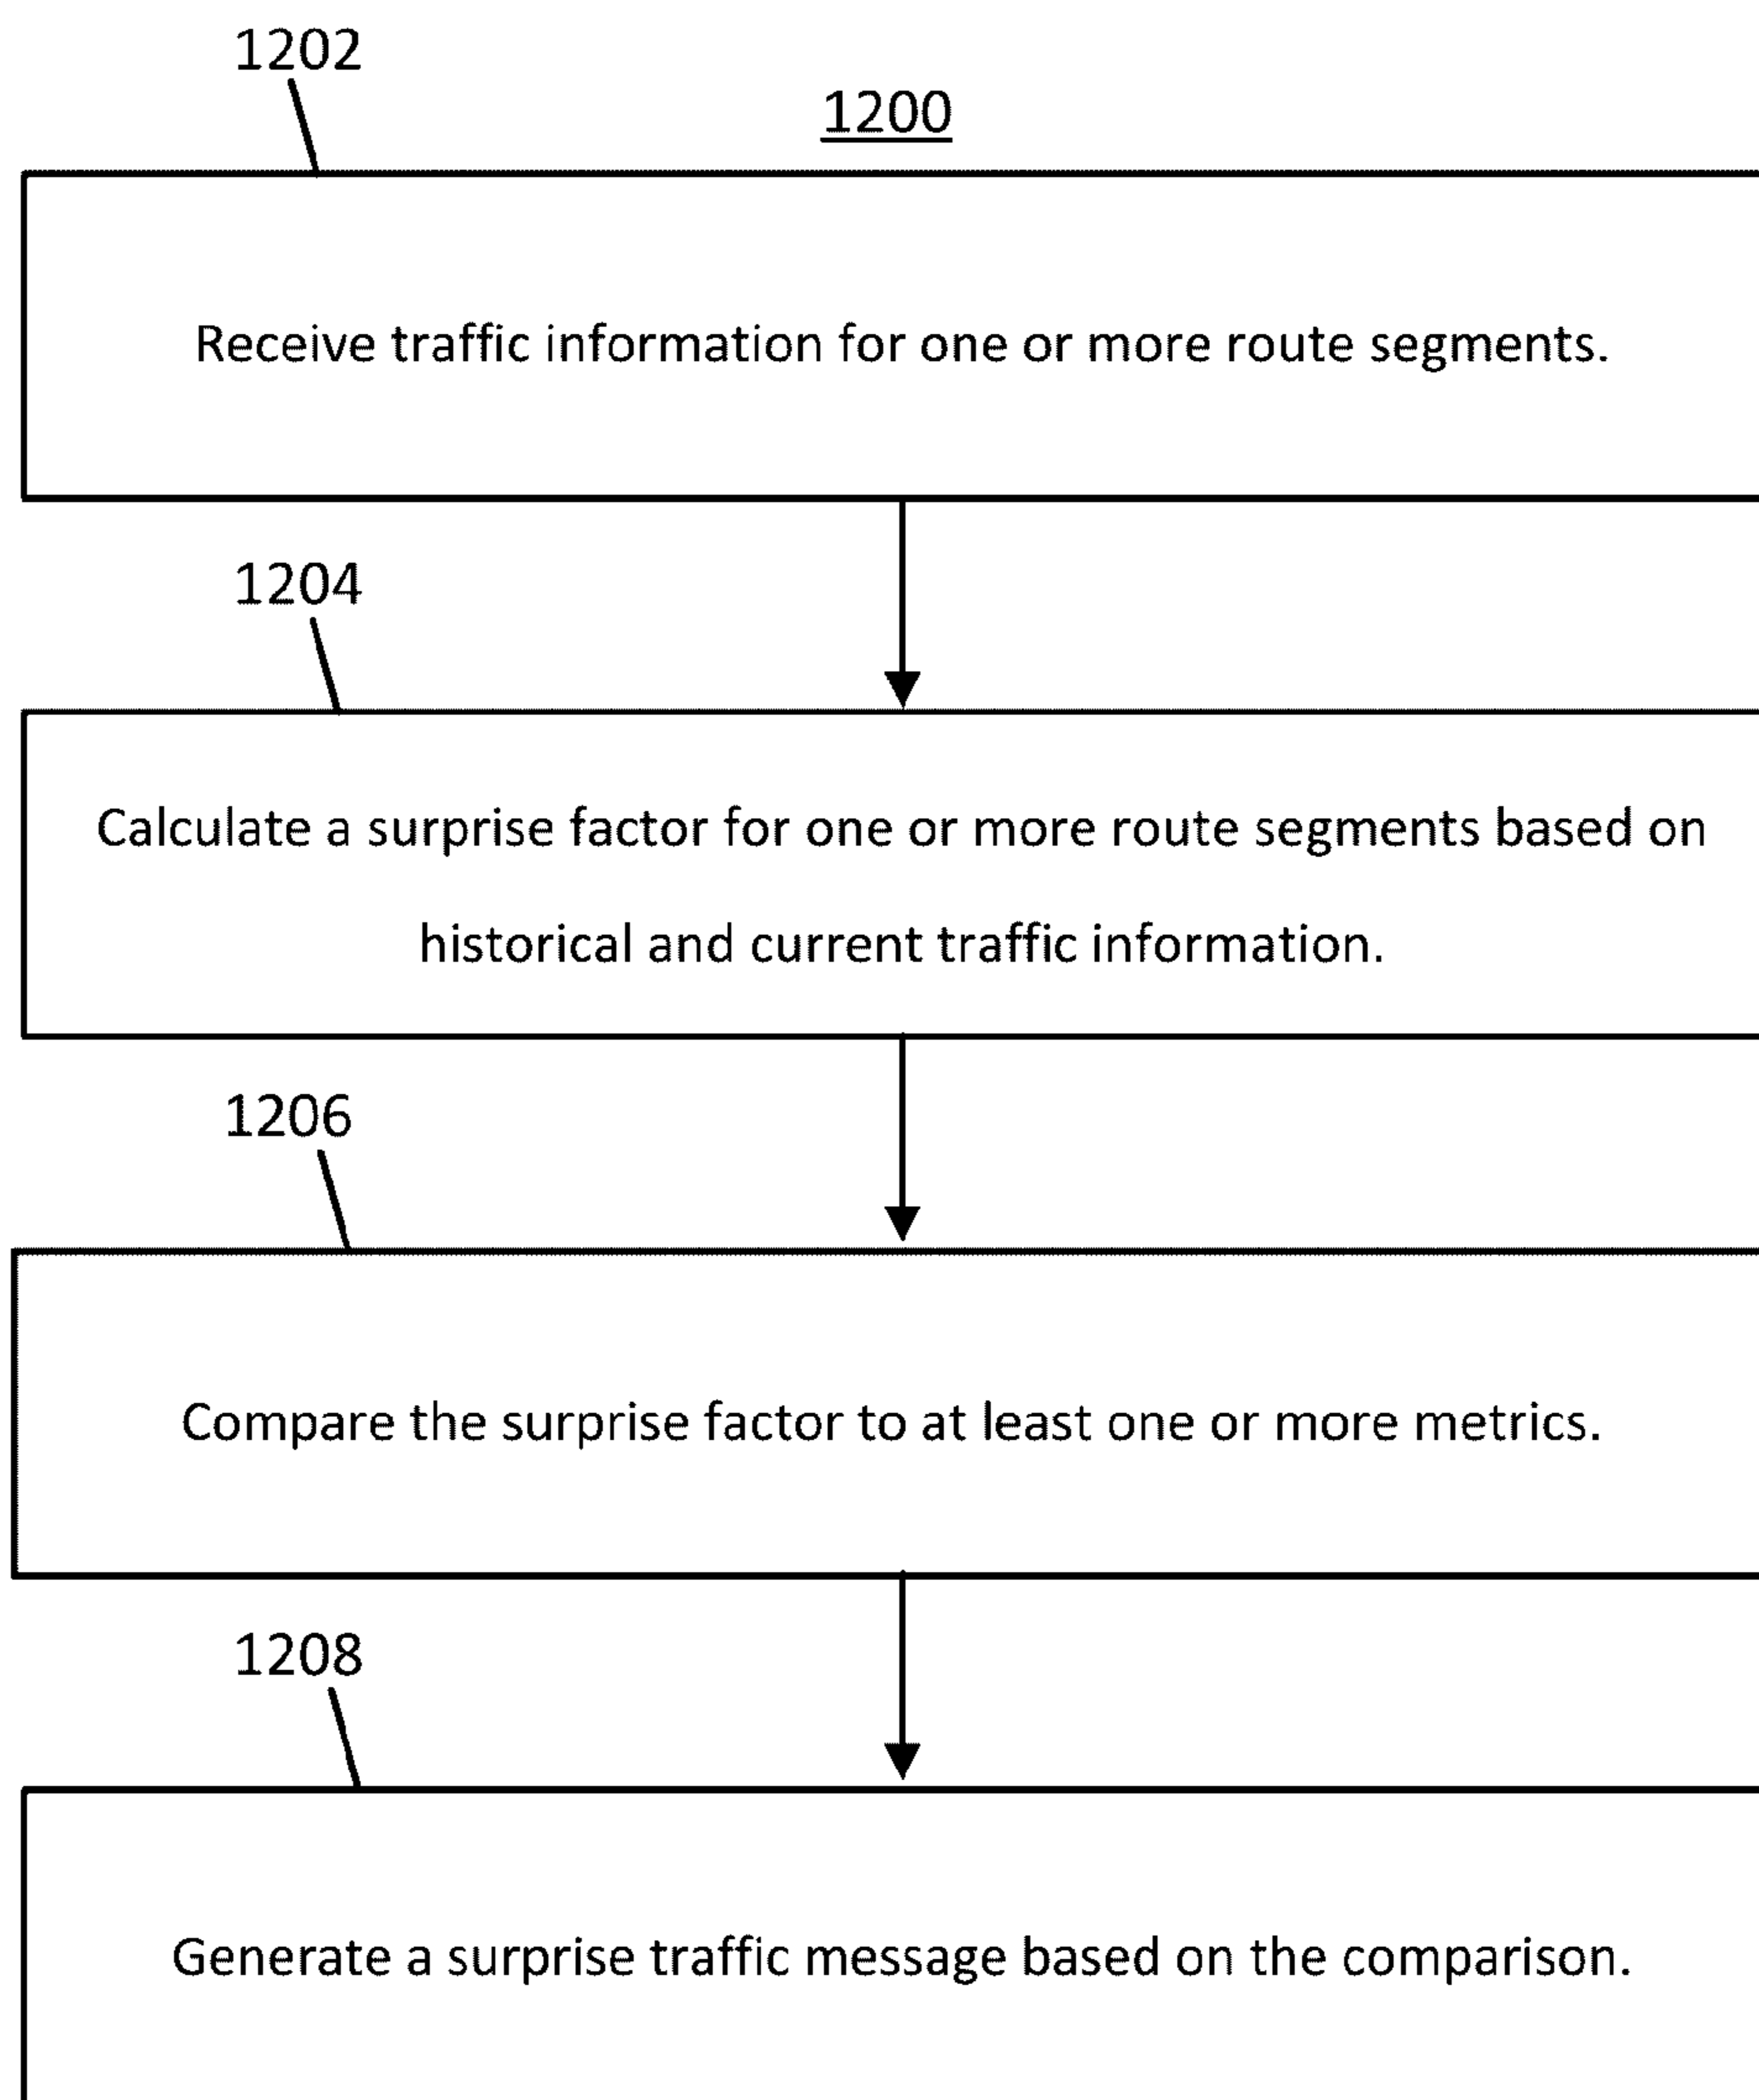 1202
1200
Receive traffic information for one or more route segments.
1204
Calculate a surprise factor for one or more route segments based on
historical and current traffic information.
1206
Compare the surprise factor to at least one or more metrics.
1208
Generate a surprise traffic message based on the comparison.